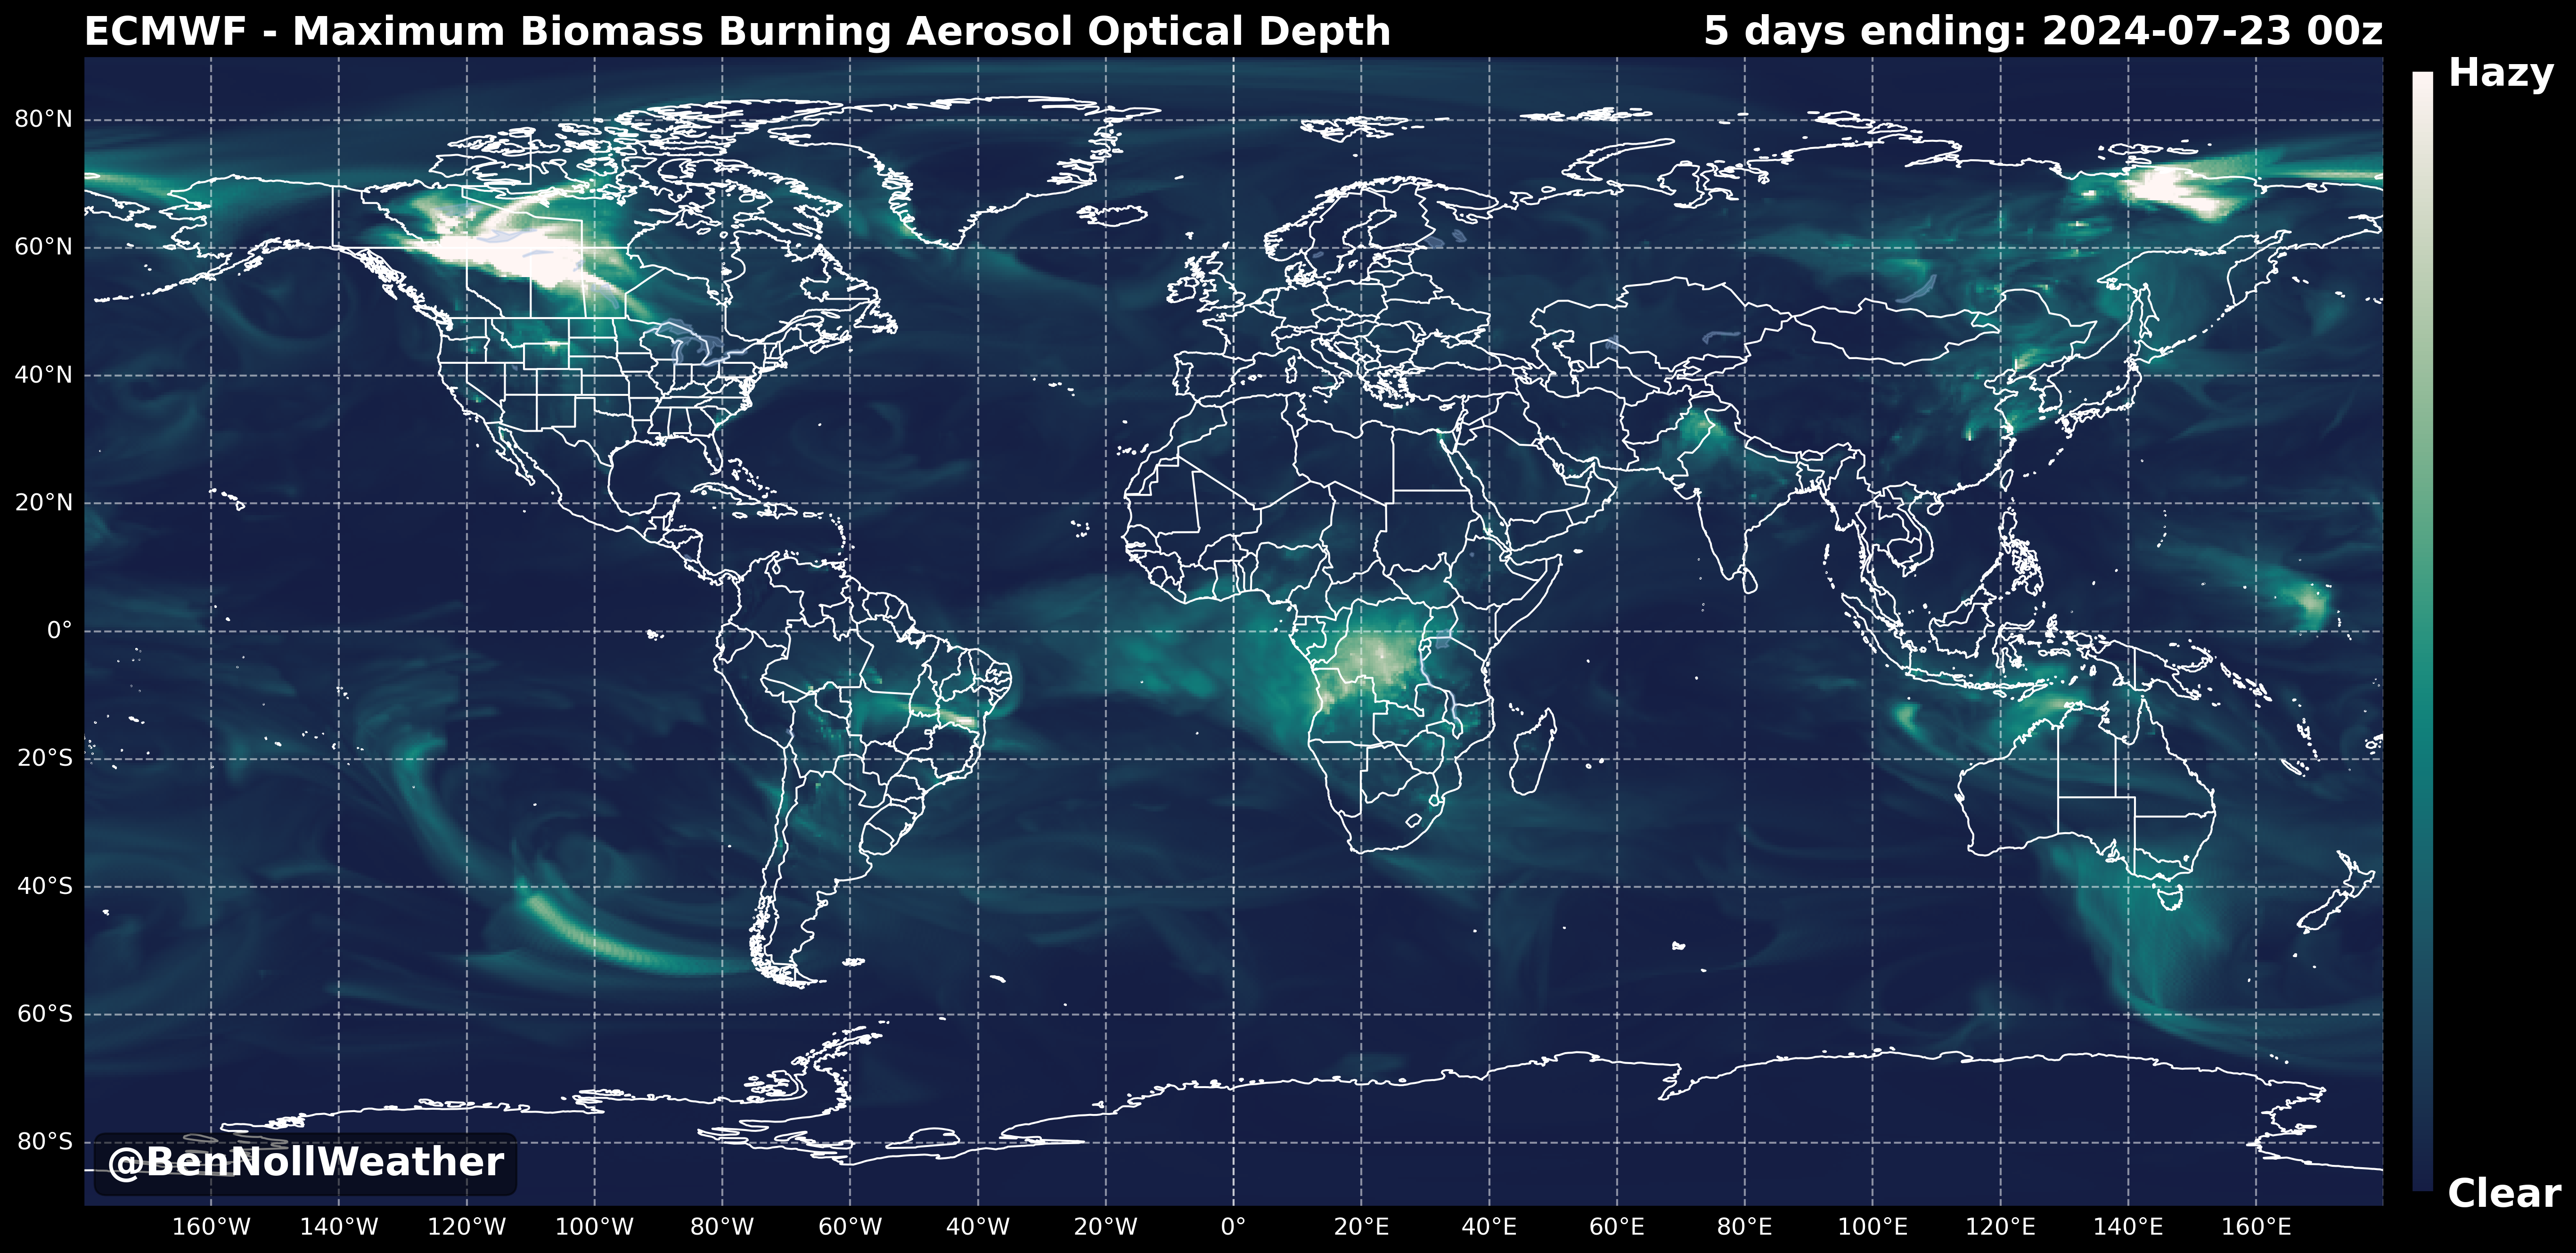 ECMWF - Maximum Biomass Burning Aerosol Optical Depth
5 days ending: 2024-07-23 00z
Hazy
80°N
60°N
40°N
20°N
0°
20°S
40°S
60°S
80°S
@BenNollWeather
Clear
160°W 140°W 120°W 100°W 80°W 60°W 40°W 20°W 0° 20°E 40°E 60°E 80°E 100°E 120°E 140°E 160°E